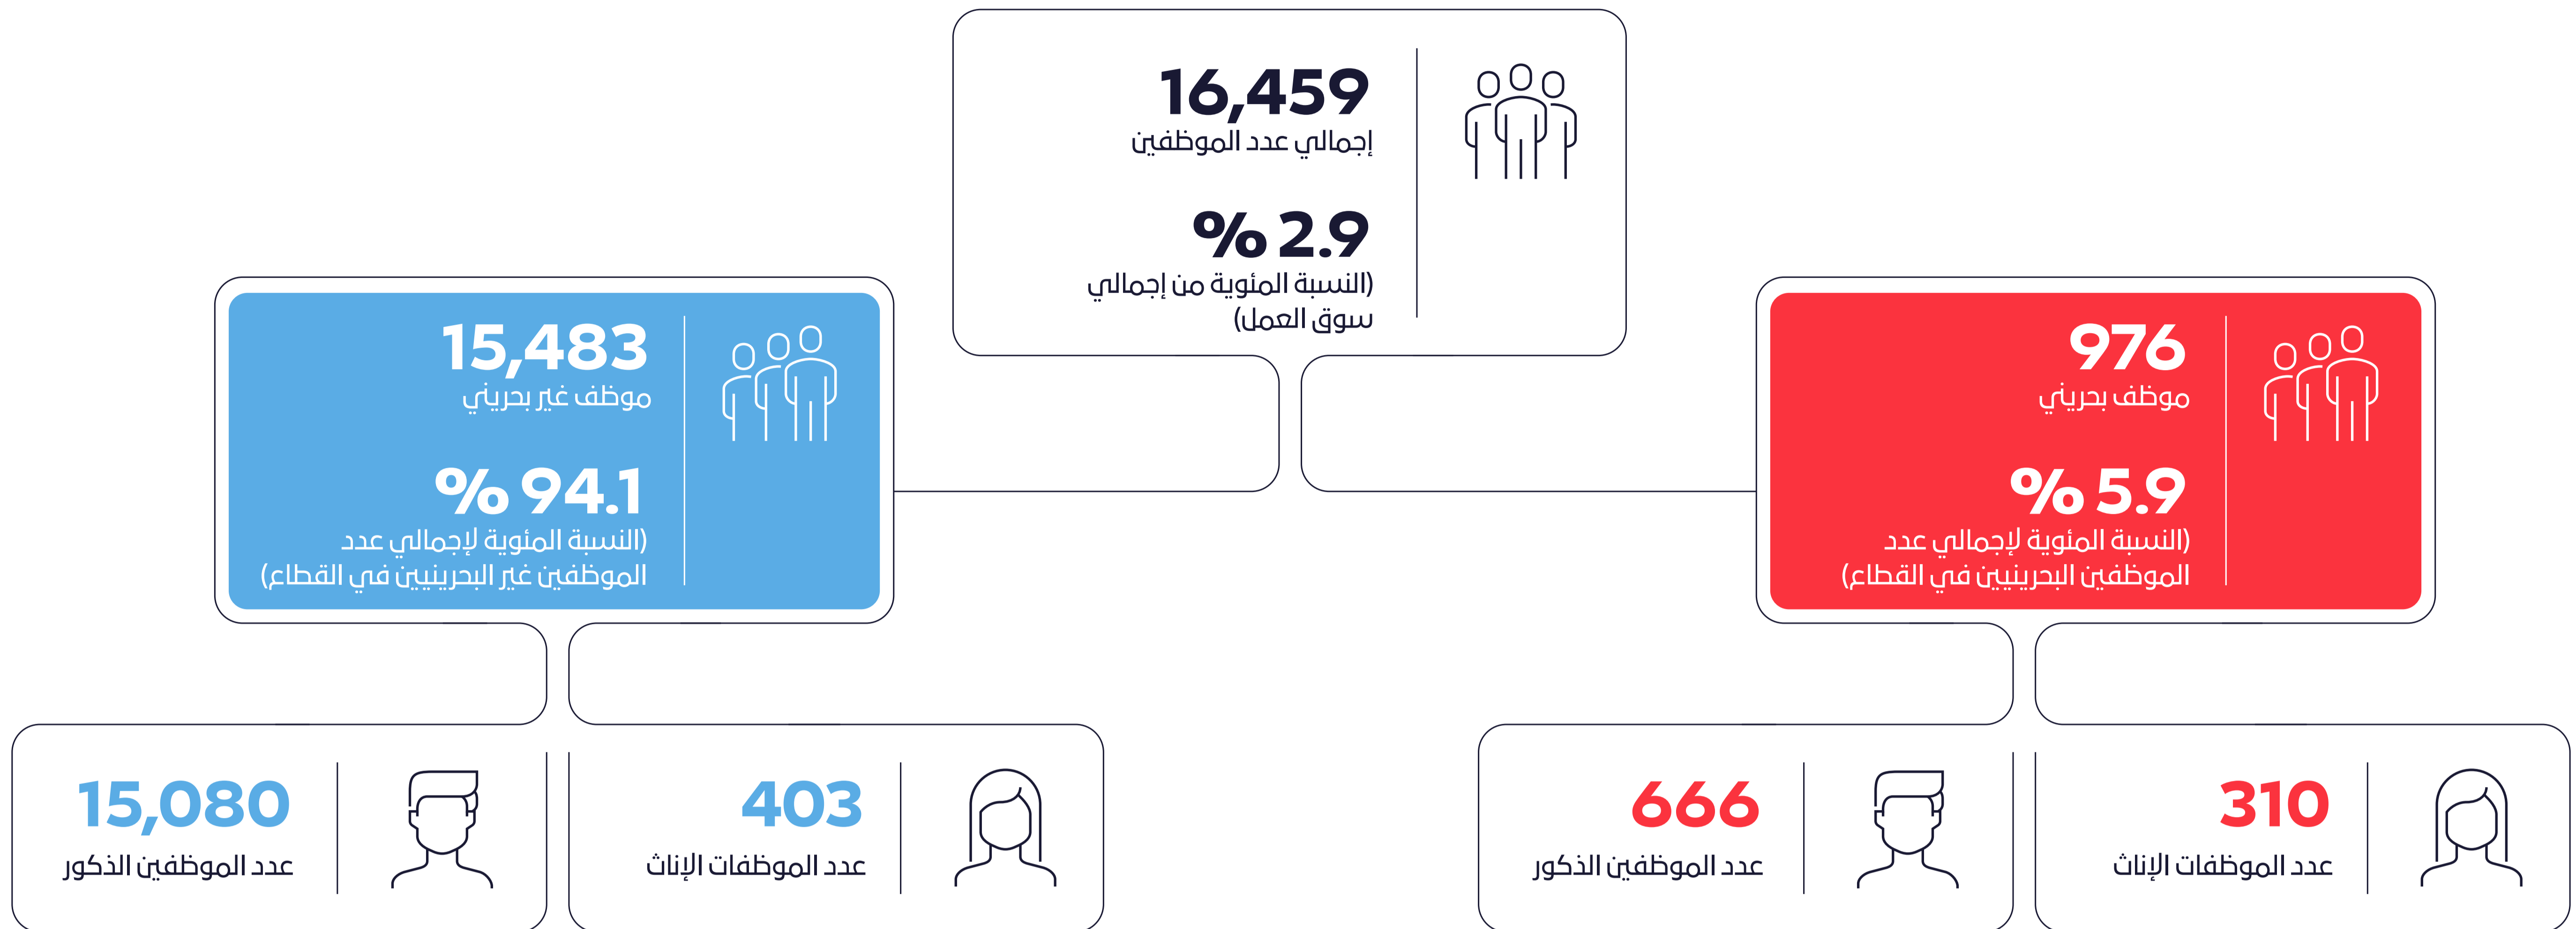 16,459
إجمالي عدد الموظفين
% 2.9
(النسبة المئوية من إجمالي
سوق العمل)
976
موظف بحريني
% 5.9
(النسبة المئوية لإجمالي عدد
الموظفين البحرينيين في القطاع)
15,483
موظف غير بحريني
% 94.1
(النسبة المئوية لإجمالي عدد
الموظفين غير البحرينيين في القطاع)
310
عدد الموظفات الإناث
666
عدد الموظفين الذكور
403
عدد الموظفات الإناث
15,080
عدد الموظفين الذكور